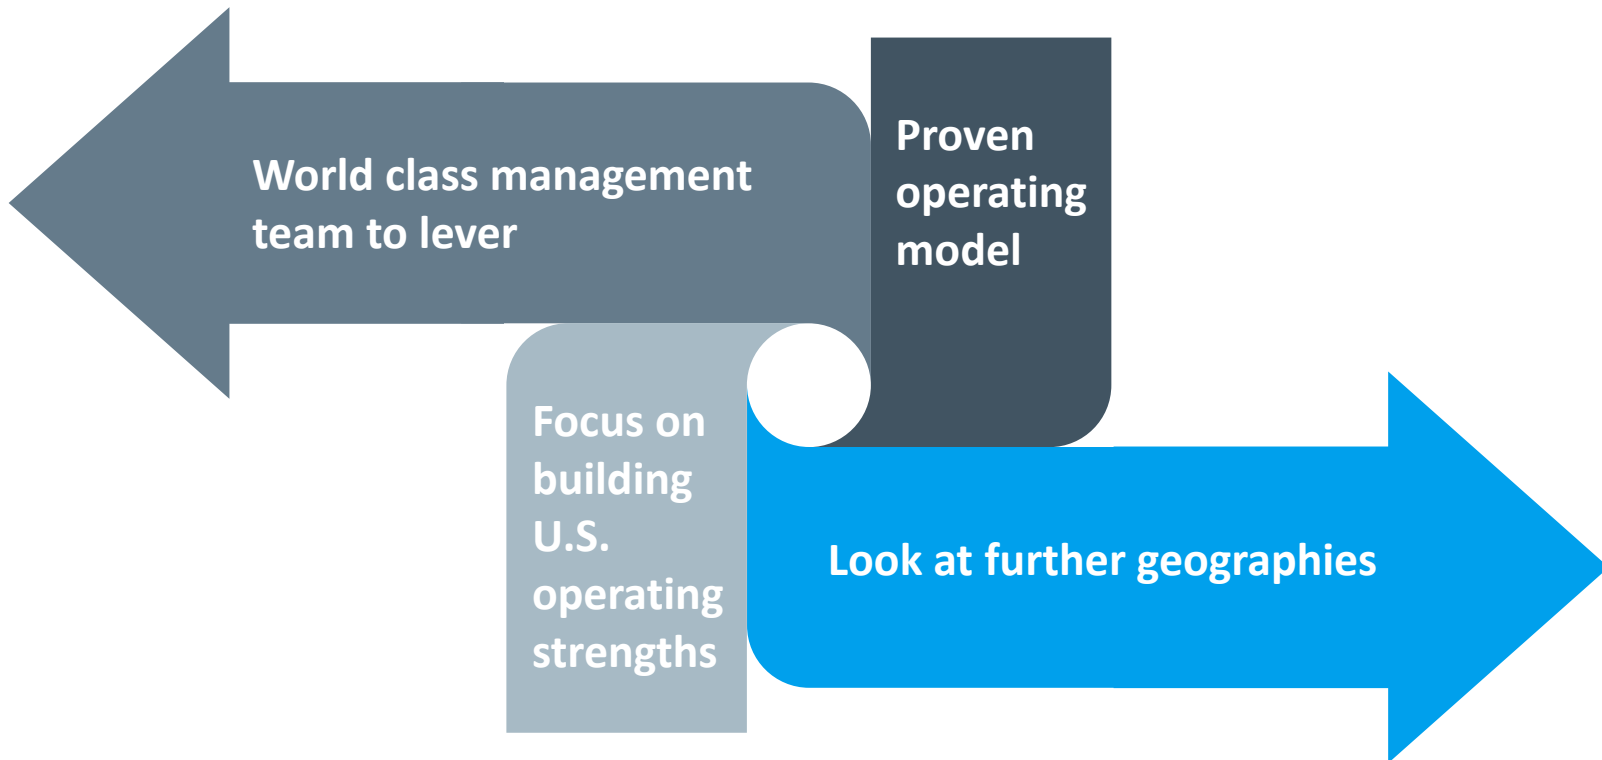 World class management
team to lever
Proven
operating
model
Focus on
building
U.S.
operating
strengths
Look at further geographies